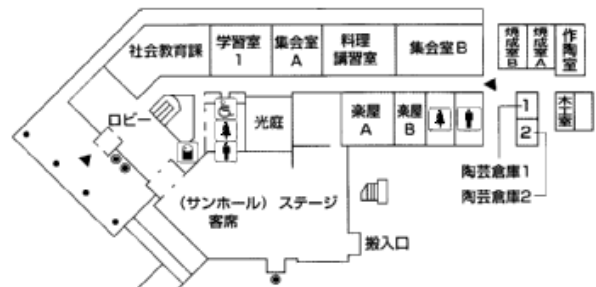 社会教育課
学習室
1
集会室
A
料理
講習室
集会室B
焼成室B
焼成室A
作陶室
ロビー
光庭
楽屋
A
楽屋
B
1
2
木工室
陶芸倉庫1
陶芸倉庫2
(サンホール) ステージ
客席
搬入口